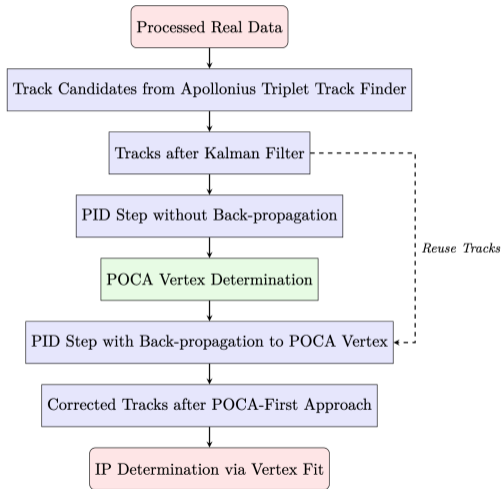 Processed Real Data
Track Candidates from Apollonius Triplet Track Finder
Tracks after Kalman Filter
PID Step without Back-propagation
Reuse Tracks
POCA Vertex Determination
PID Step with Back-propagation to POCA Vertex
Corrected Tracks after POCA-First Approach
IP Determination via Vertex Fit